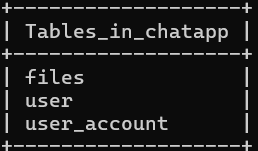 +-------------------+
| Tables_in_chatapp |
+-------------------+
| files             |
| user              |
| user_account      |
+-------------------+